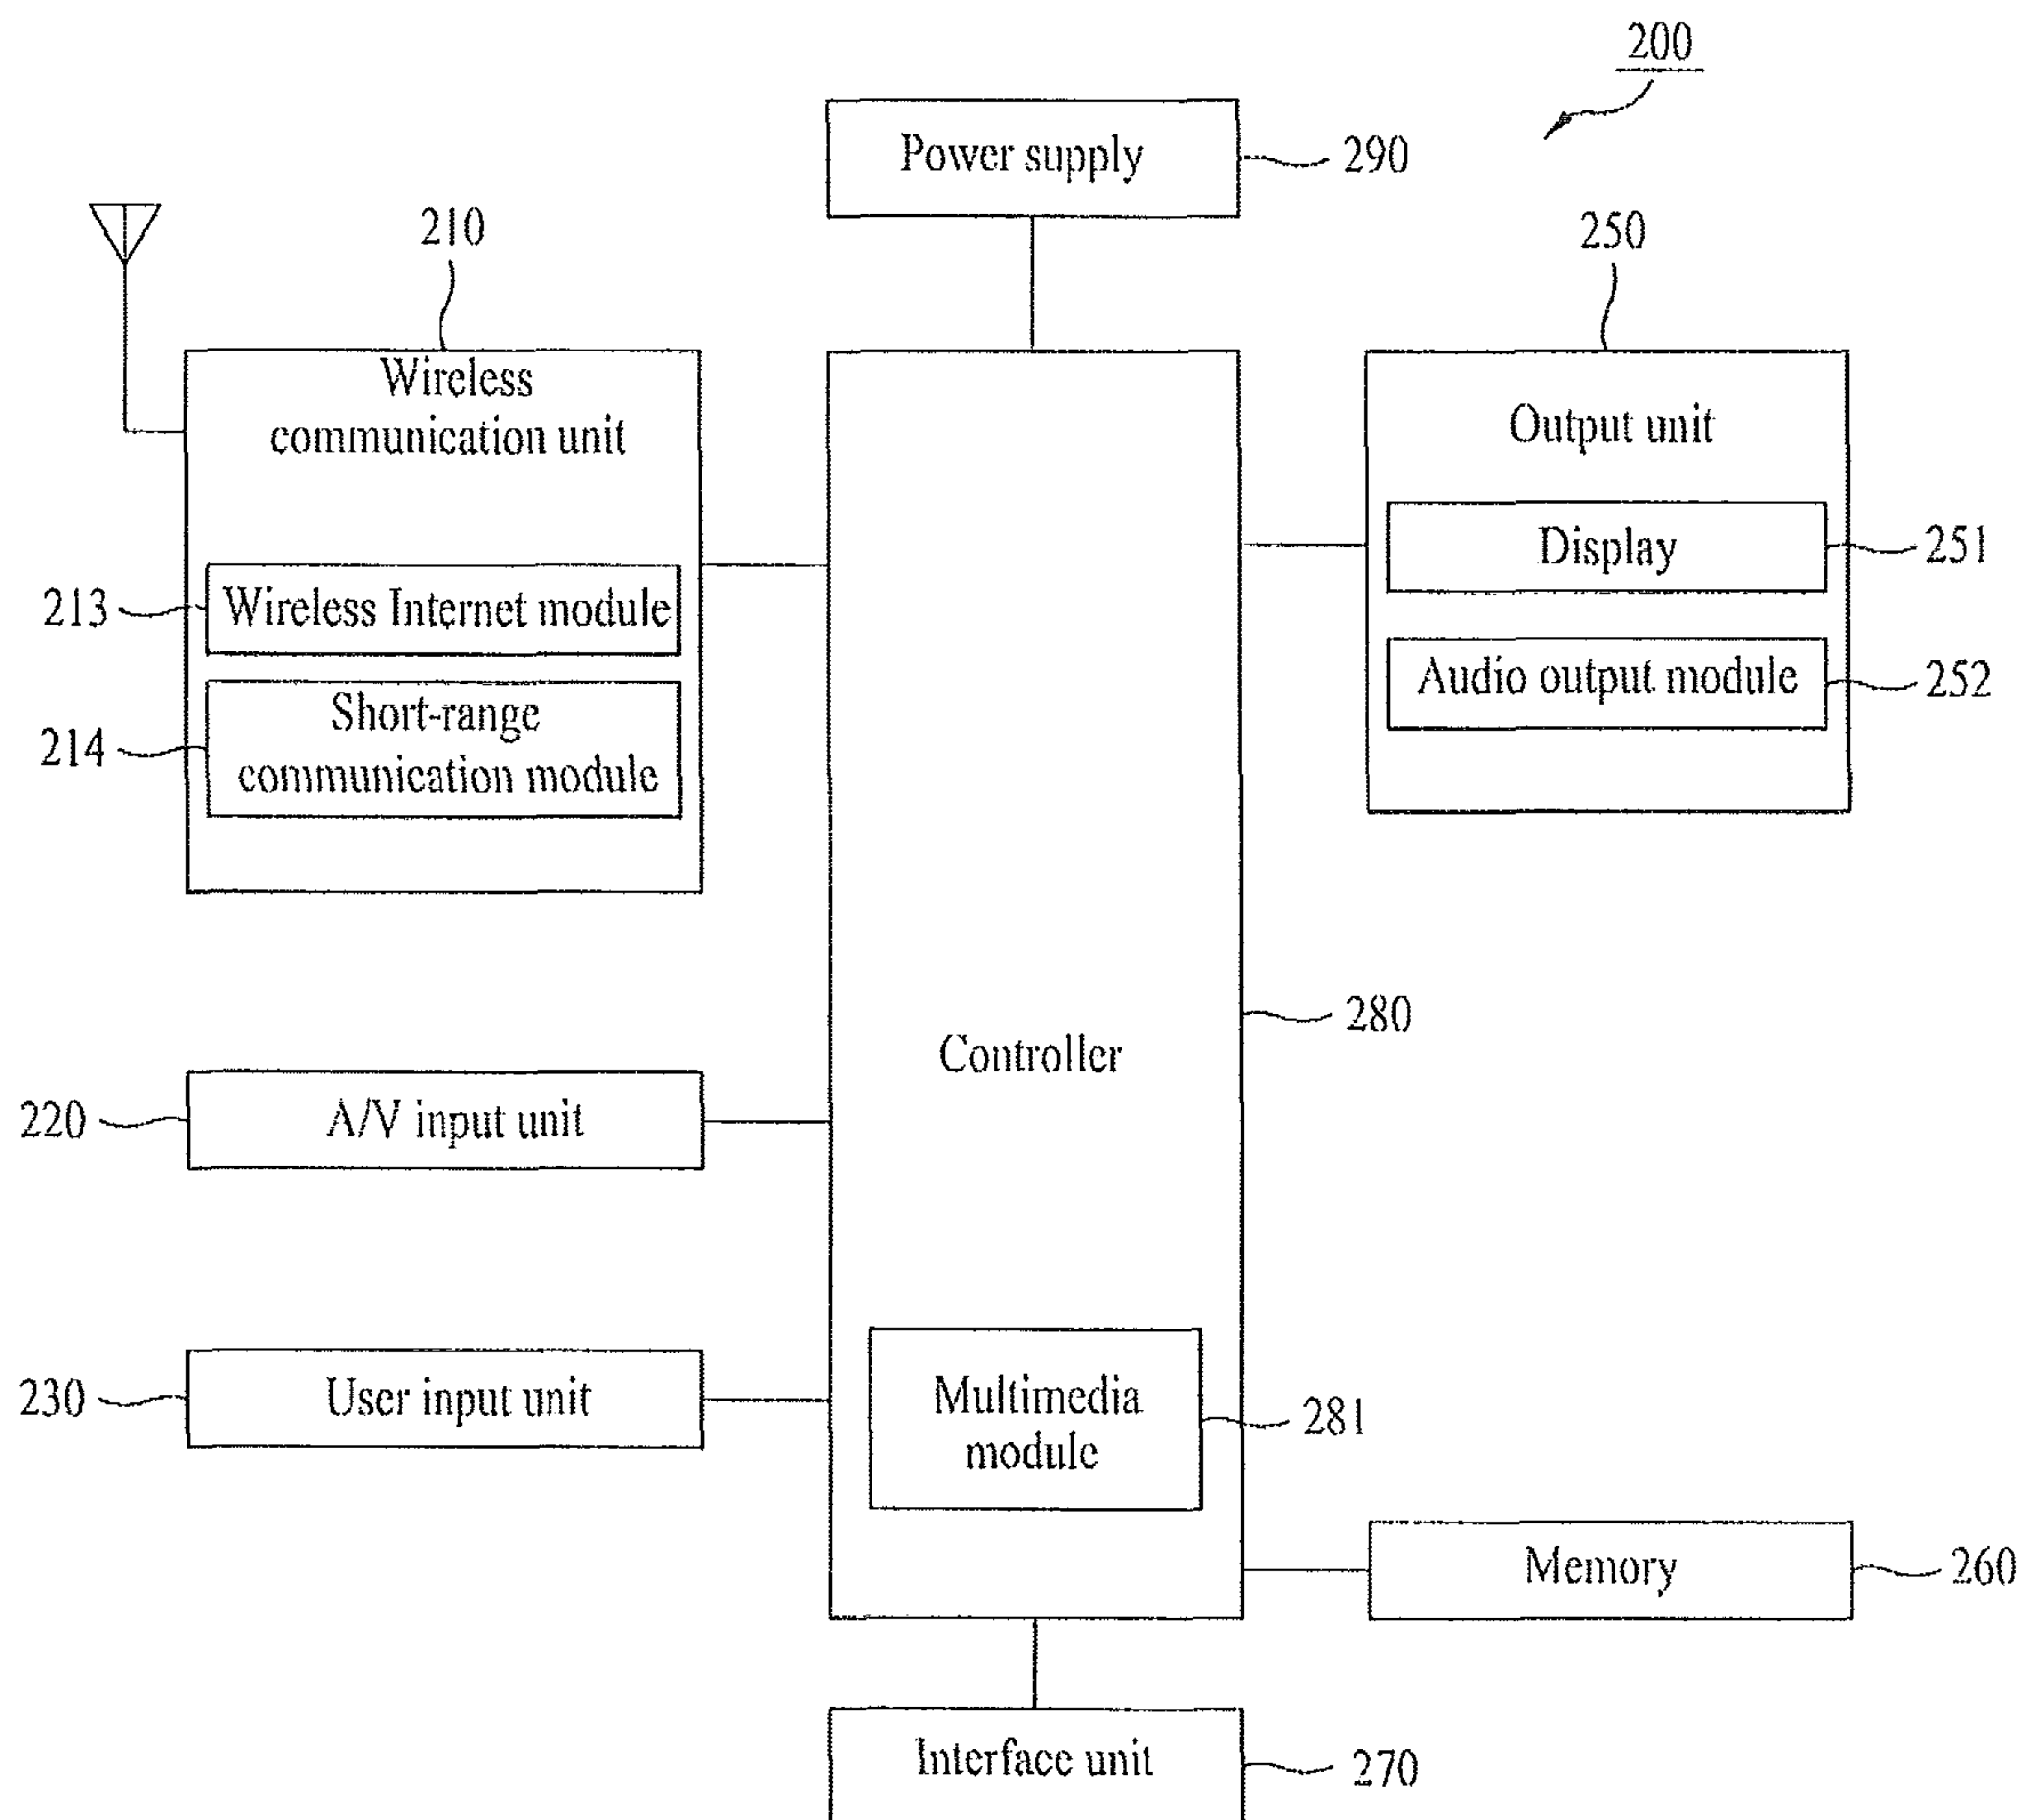 200
Power supply
290
210
250
Wireless
communication unit
Output unit
Display
251
213
Wireless Internet module
Audio output module
252
214
Short-range
communication module
280
Controller
220
A/V input unit
230
User input unit
Multimedia
module
281
Memory
260
Interface unit
270